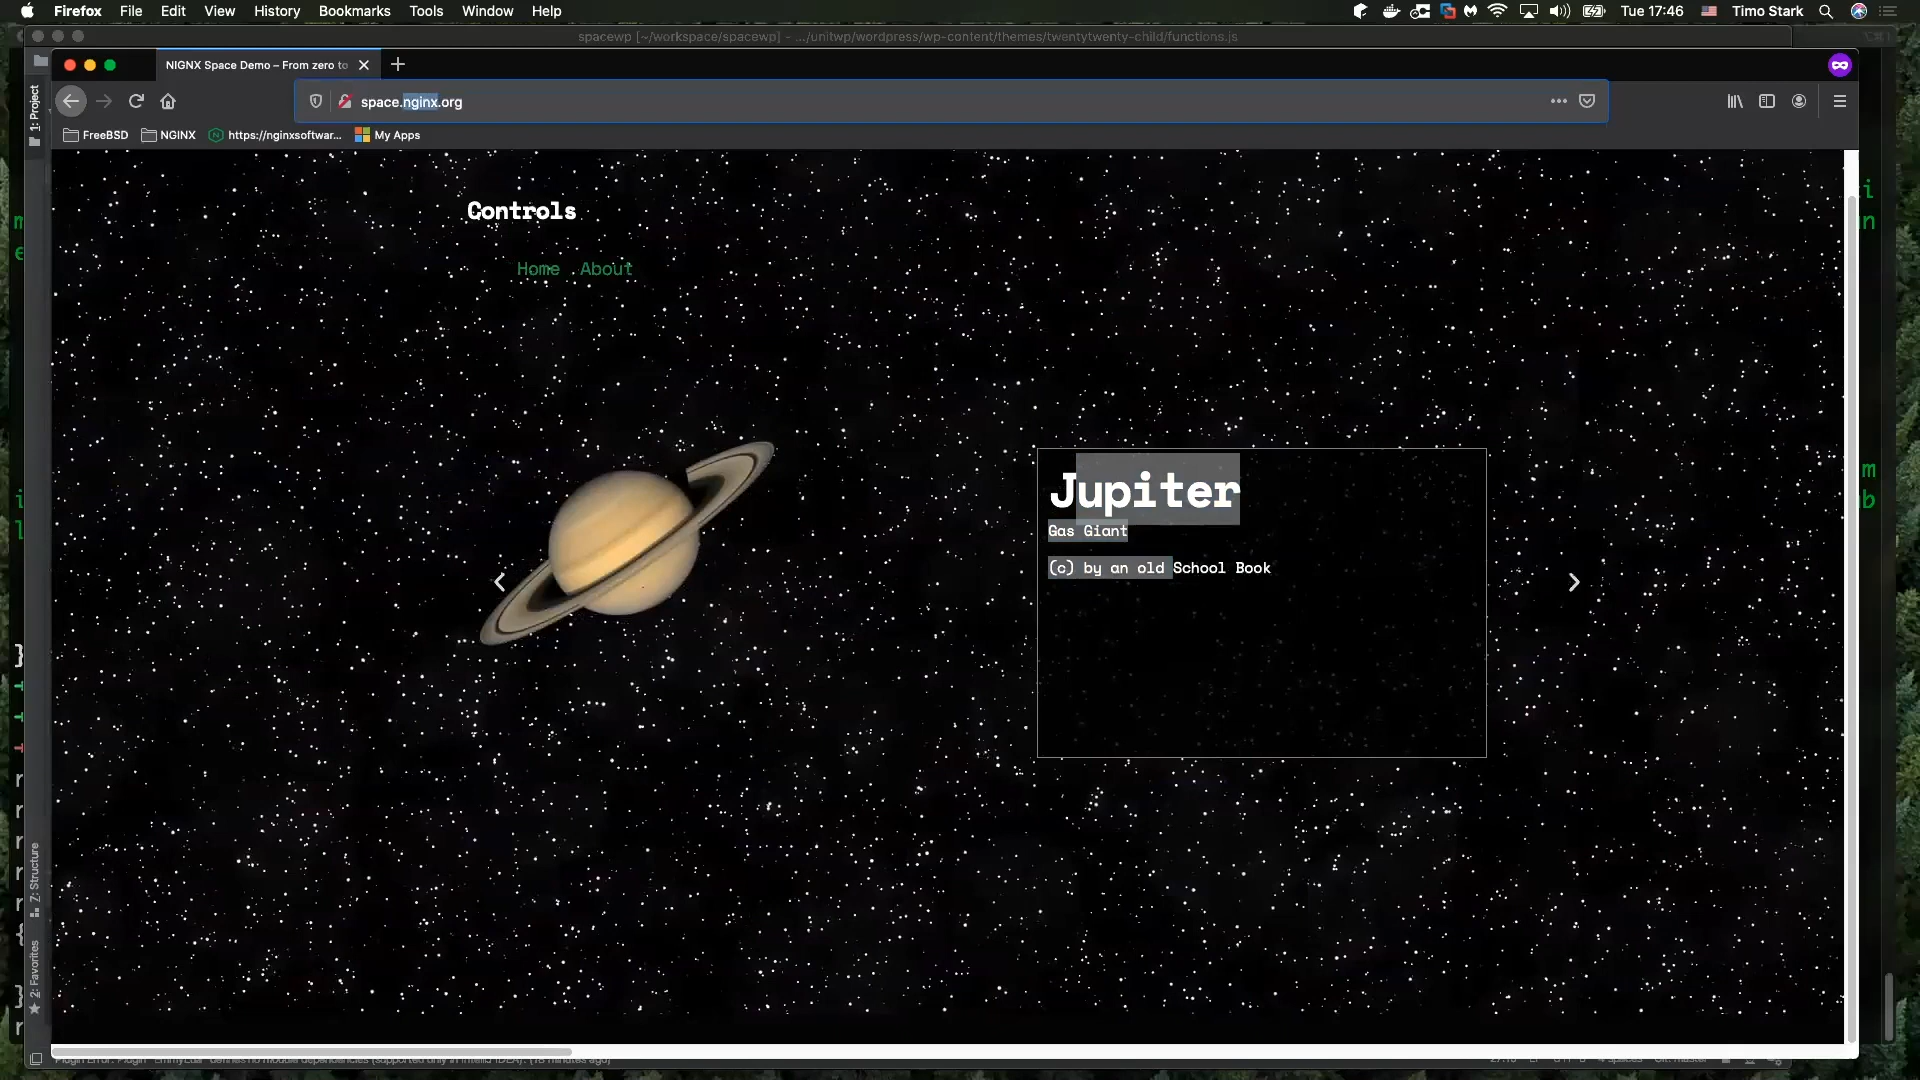 Firefox File Edit View History Bookmarks Tools Window Help
Tue 17:46 Timo Stark
spacewp [~/workspace/spacewp] - .../unitwp/wordpress/wp-content/themes/twentytwenty-child/functions.js
NIGNX Space Demo – From zero to
space.nginx.org
FreeBSD NGINX https://nginxsoftwar... My Apps
1: Project
Controls
Home About
Jupiter
Gas Giant
(c) by an old School Book
Z: Structure
2: Favorites